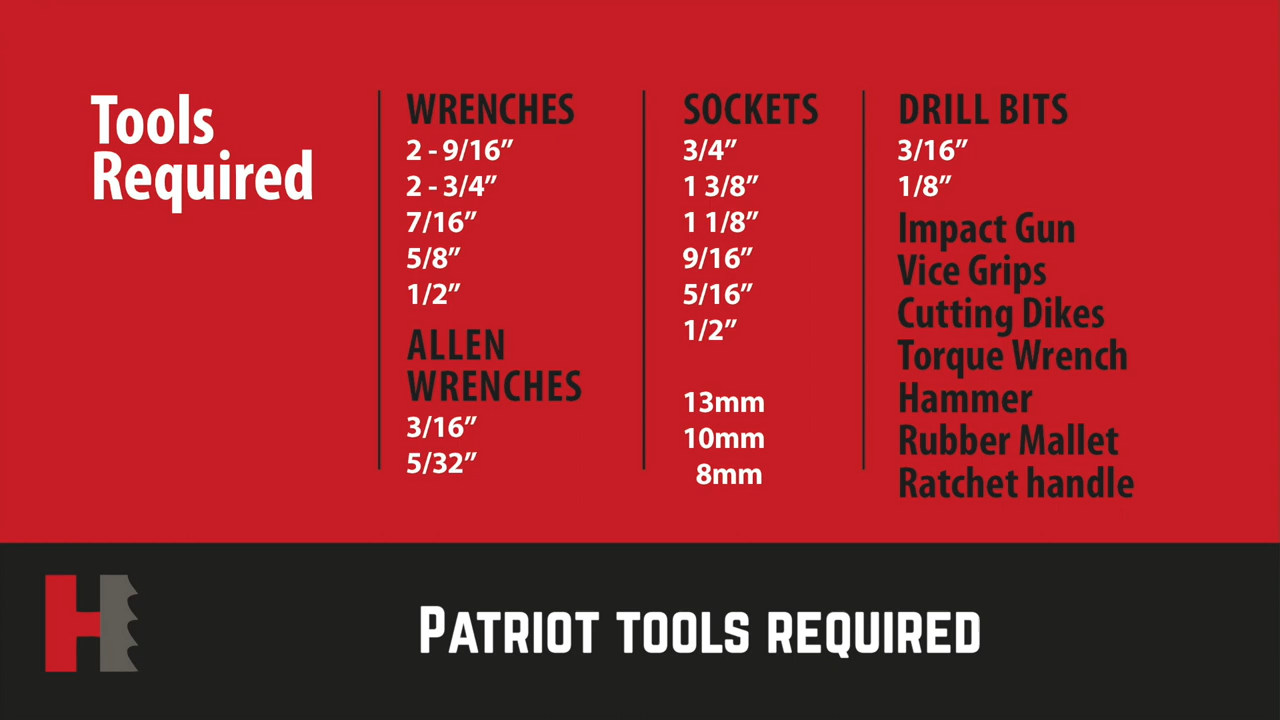 Tools
Required
WRENCHES
2 - 9/16”
2 - 3/4”
7/16”
5/8”
1/2”
ALLEN
WRENCHES
3/16”
5/32”
SOCKETS
3/4”
1 3/8”
1 1/8”
9/16”
5/16”
1/2”
13mm
10mm
8mm
DRILL BITS
3/16”
1/8”
Impact Gun
Vice Grips
Cutting Dikes
Torque Wrench
Hammer
Rubber Mallet
Ratchet handle
H
PATRIOT TOOLS REQUIRED